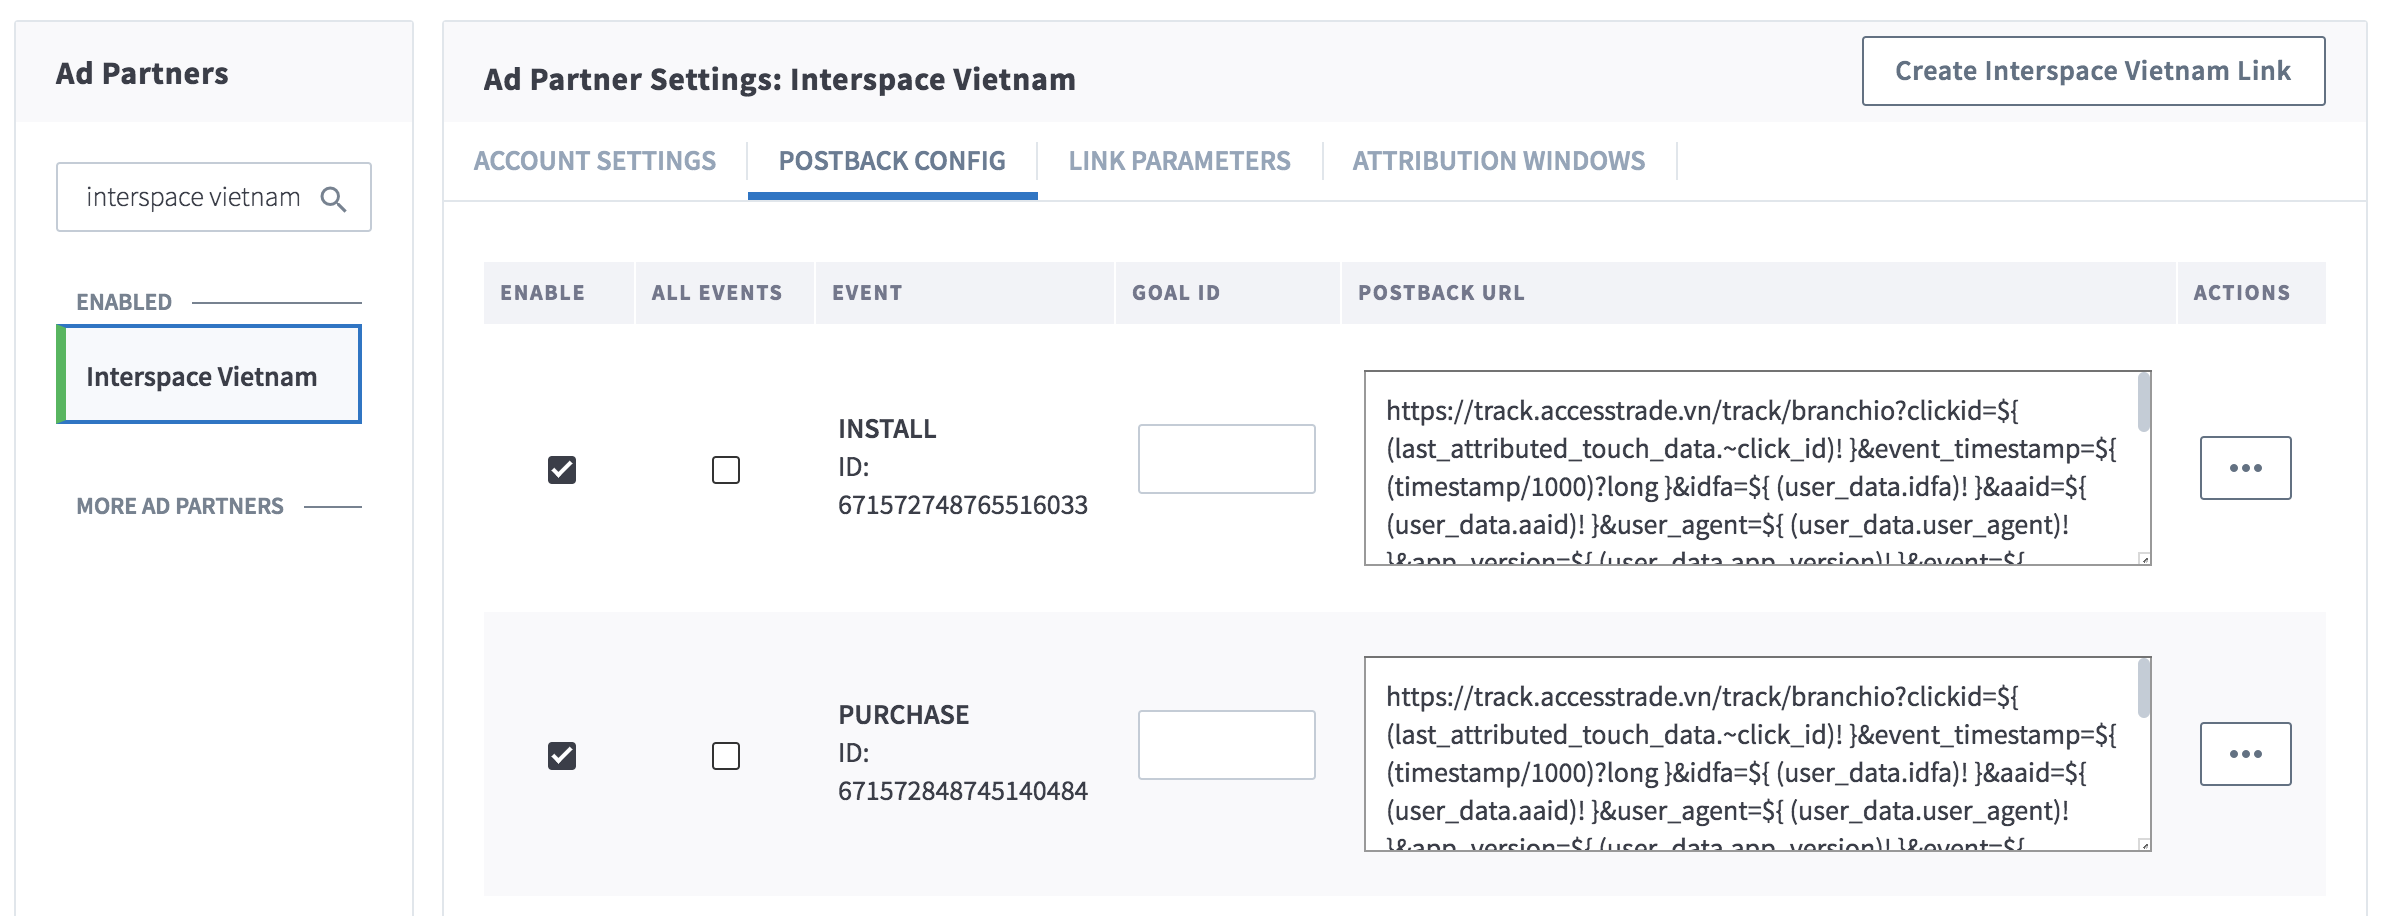 Ad Partners
interspace vietnam
ENABLED
Interspace Vietnam
MORE AD PARTNERS
Ad Partner Settings: Interspace Vietnam
Create Interspace Vietnam Link
ACCOUNT SETTINGS
POSTBACK CONFIG
LINK PARAMETERS
ATTRIBUTION WINDOWS
ENABLE
ALL EVENTS
EVENT
GOAL ID
POSTBACK URL
ACTIONS
INSTALL
ID:
671572748765516033
https://track.accesstrade.vn/track/branchio?clickid=${
(last_attributed_touch_data.~click_id)! }&event_timestamp=${
(timestamp/1000)?long }&idfa=${ (user_data.idfa)! }&aaid=${
(user_data.aaid)! }&user_agent=${ (user_data.user_agent)!
}&app_version=${ (user_data.app_version)! }&event=${
PURCHASE
ID:
671572848745140484
https://track.accesstrade.vn/track/branchio?clickid=${
(last_attributed_touch_data.~click_id)! }&event_timestamp=${
(timestamp/1000)?long }&idfa=${ (user_data.idfa)! }&aaid=${
(user_data.aaid)! }&user_agent=${ (user_data.user_agent)!
}&app_version=${ (user_data.app_version)! }&event=${